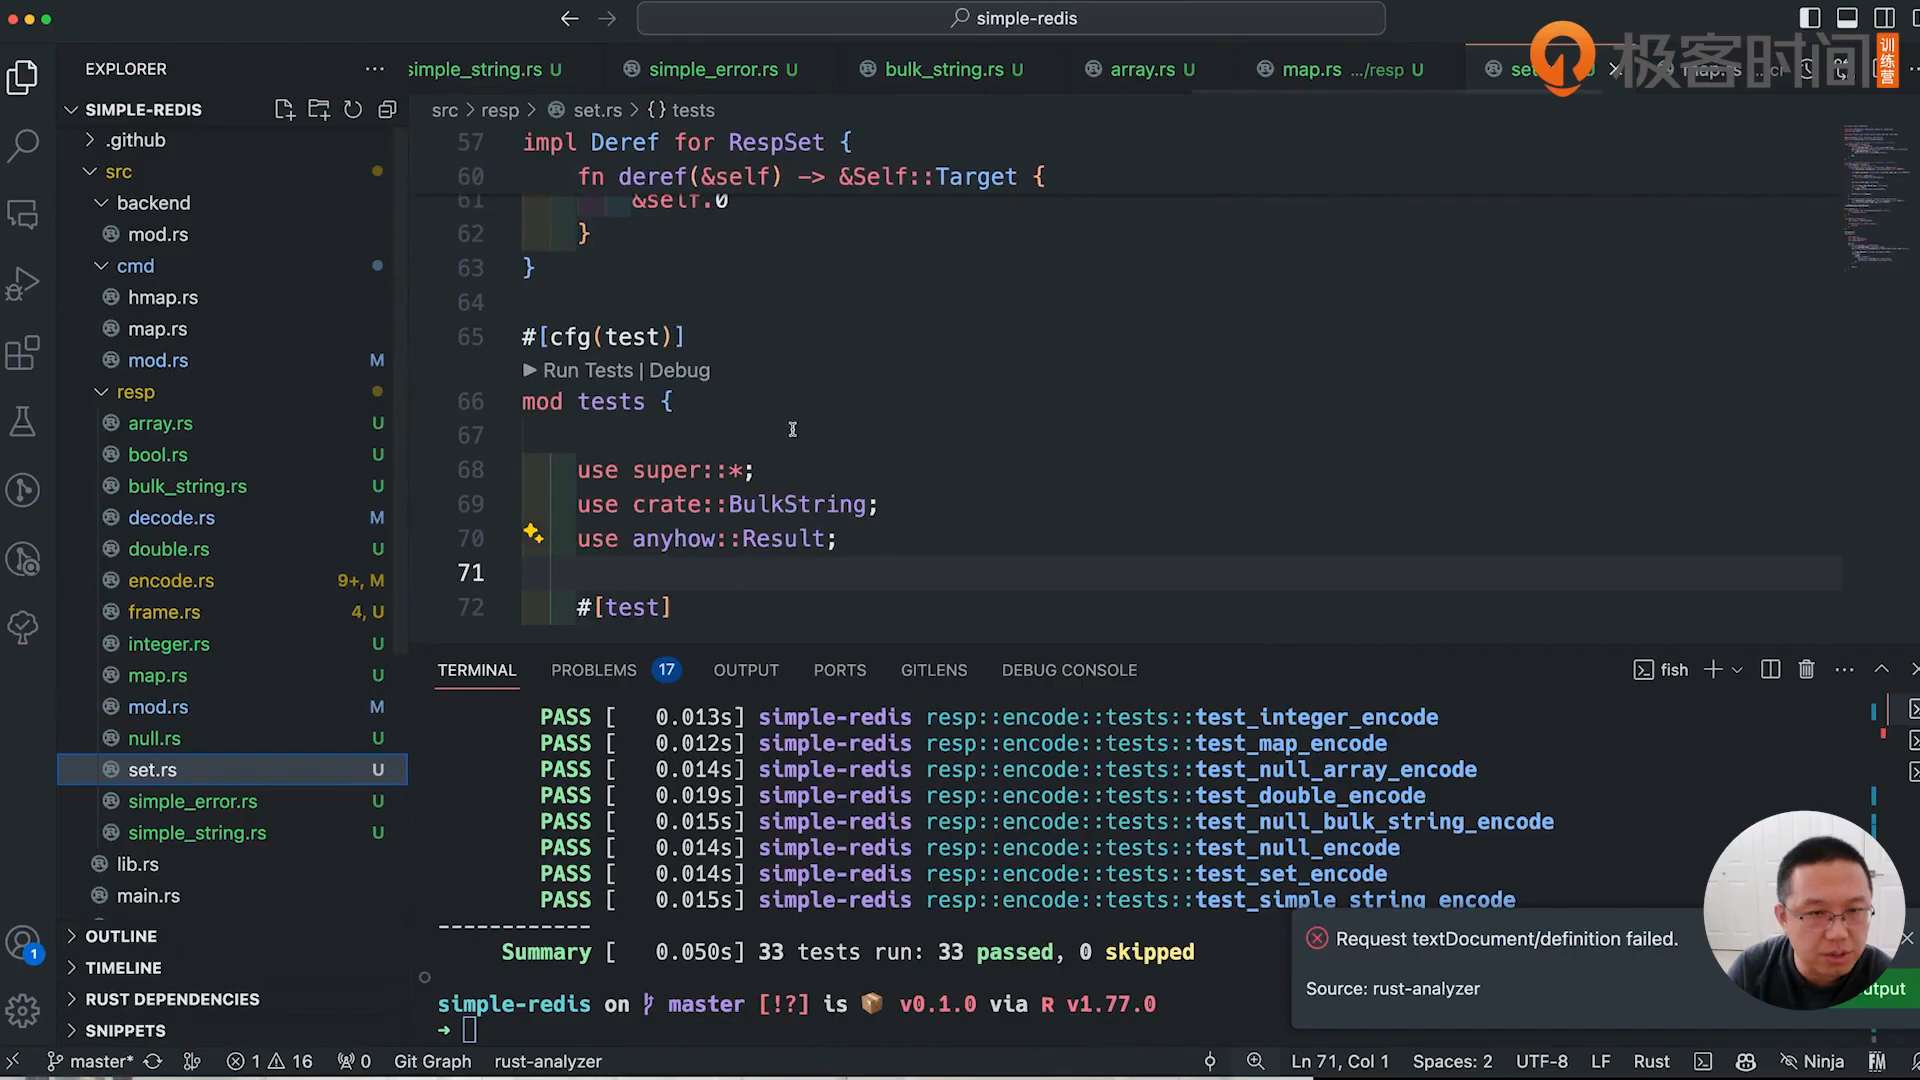 simple-redis
EXPLORER
simple_string.rs U
simple_error.rs U
bulk_string.rs U
array.rs U
map.rs .../resp U
极客时间 训练营
SIMPLE-REDIS
src > resp > set.rs > {} tests
.github
src
backend
mod.rs
cmd
hmap.rs
map.rs
mod.rs M
resp
array.rs U
bool.rs U
bulk_string.rs U
decode.rs M
double.rs U
encode.rs 9+, M
frame.rs 4, U
integer.rs U
map.rs U
mod.rs M
null.rs U
set.rs U
simple_error.rs U
simple_string.rs U
lib.rs
main.rs
OUTLINE
TIMELINE
RUST DEPENDENCIES
SNIPPETS
57 impl Deref for RespSet {
60 fn deref(&self) -> &Self::Target {
61 &self.0
62 }
63 }
64
65 #[cfg(test)]
Run Tests | Debug
66 mod tests {
67
68 use super::*;
69 use crate::BulkString;
70 use anyhow::Result;
71
72 #[test]
TERMINAL PROBLEMS 17 OUTPUT PORTS GITLENS DEBUG CONSOLE
fish
PASS [ 0.013s] simple-redis resp::encode::tests::test_integer_encode
PASS [ 0.012s] simple-redis resp::encode::tests::test_map_encode
PASS [ 0.014s] simple-redis resp::encode::tests::test_null_array_encode
PASS [ 0.019s] simple-redis resp::encode::tests::test_double_encode
PASS [ 0.015s] simple-redis resp::encode::tests::test_null_bulk_string_encode
PASS [ 0.014s] simple-redis resp::encode::tests::test_null_encode
PASS [ 0.014s] simple-redis resp::encode::tests::test_set_encode
PASS [ 0.015s] simple-redis resp::encode::tests::test_simple_string_encode
------------
Summary [ 0.050s] 33 tests run: 33 passed, 0 skipped
simple-redis on master [!?] is 📦 v0.1.0 via R v1.77.0
Request textDocument/definition failed.
Source: rust-analyzer
1
master* 1 16 0 Git Graph rust-analyzer
Ln 71, Col 1 Spaces: 2 UTF-8 LF Rust Ninja